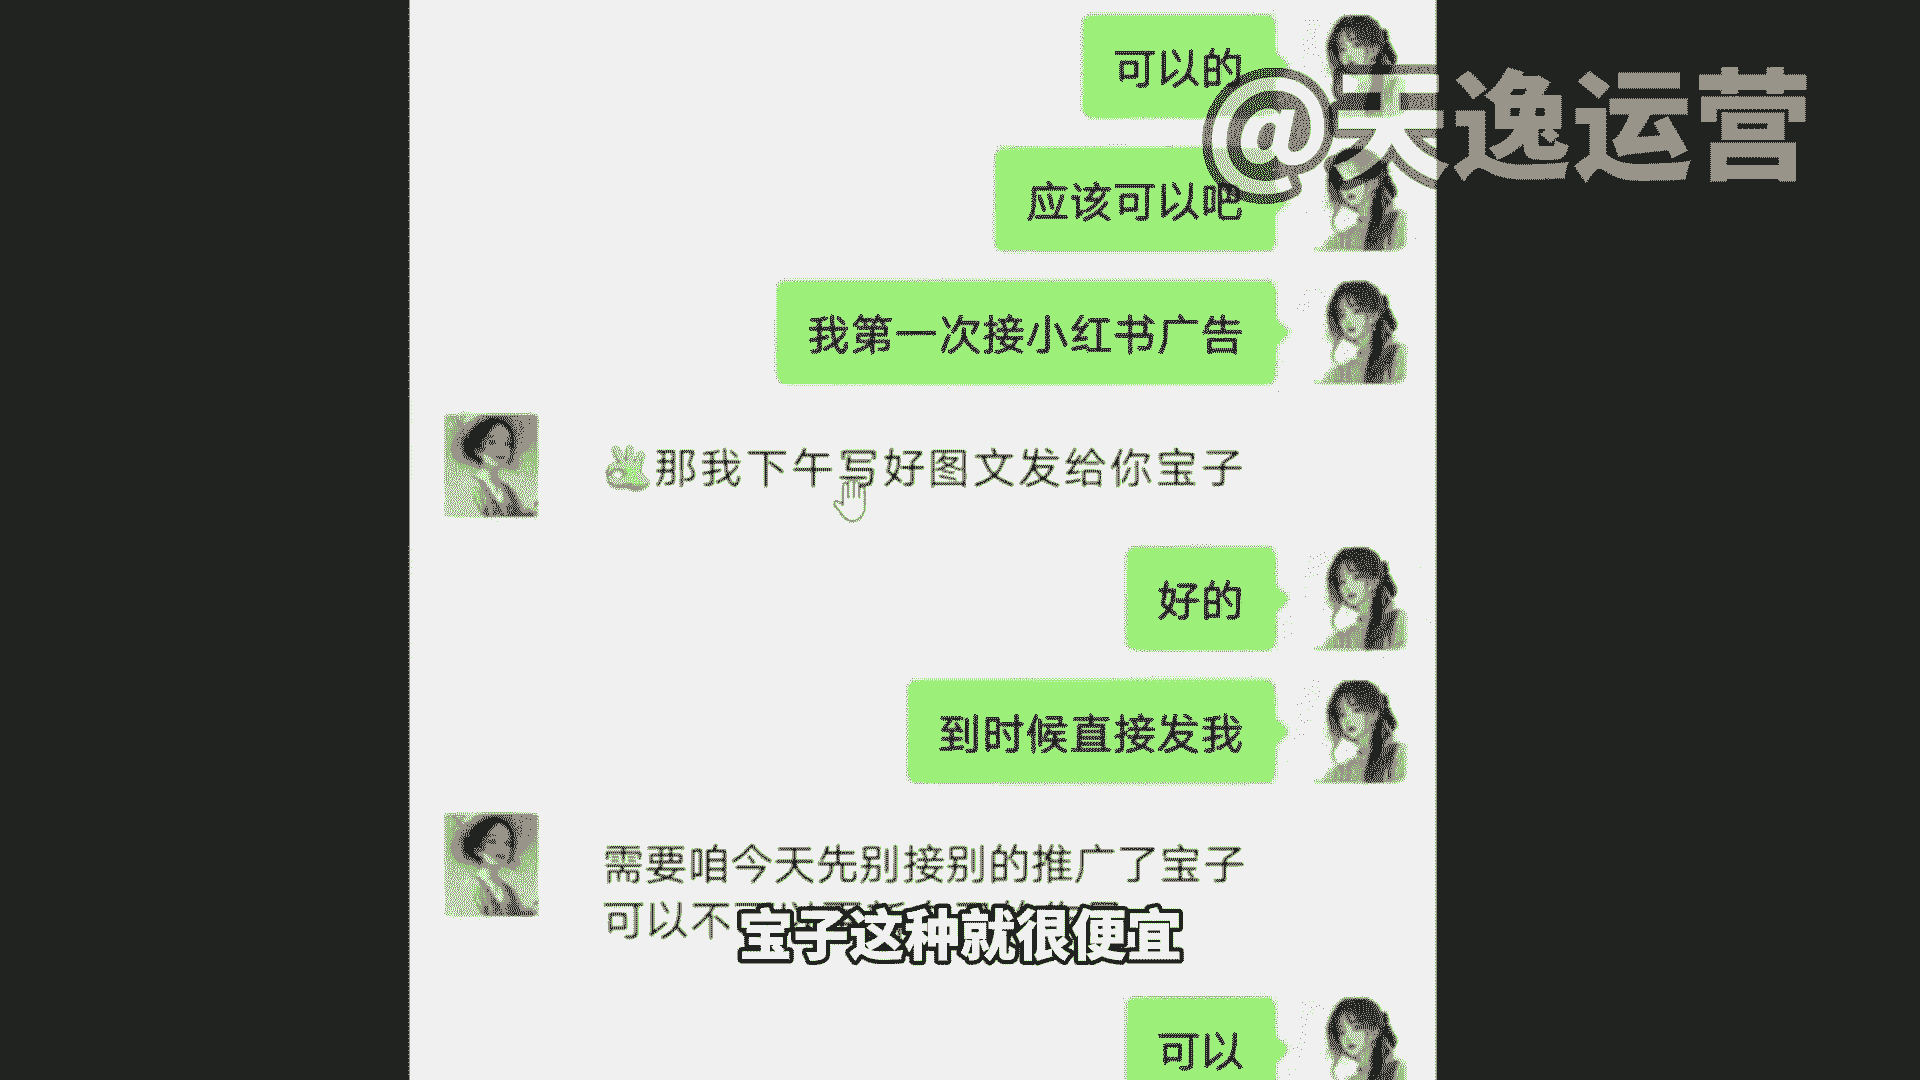 可以的
@天逸运营
应该可以吧
我第一次接小红书广告
那我下午写好图文发给你宝子
好的
到时候直接发我
需要咱今天先别接别的推广了宝子
可以不
宝子这种就很便宜
可以